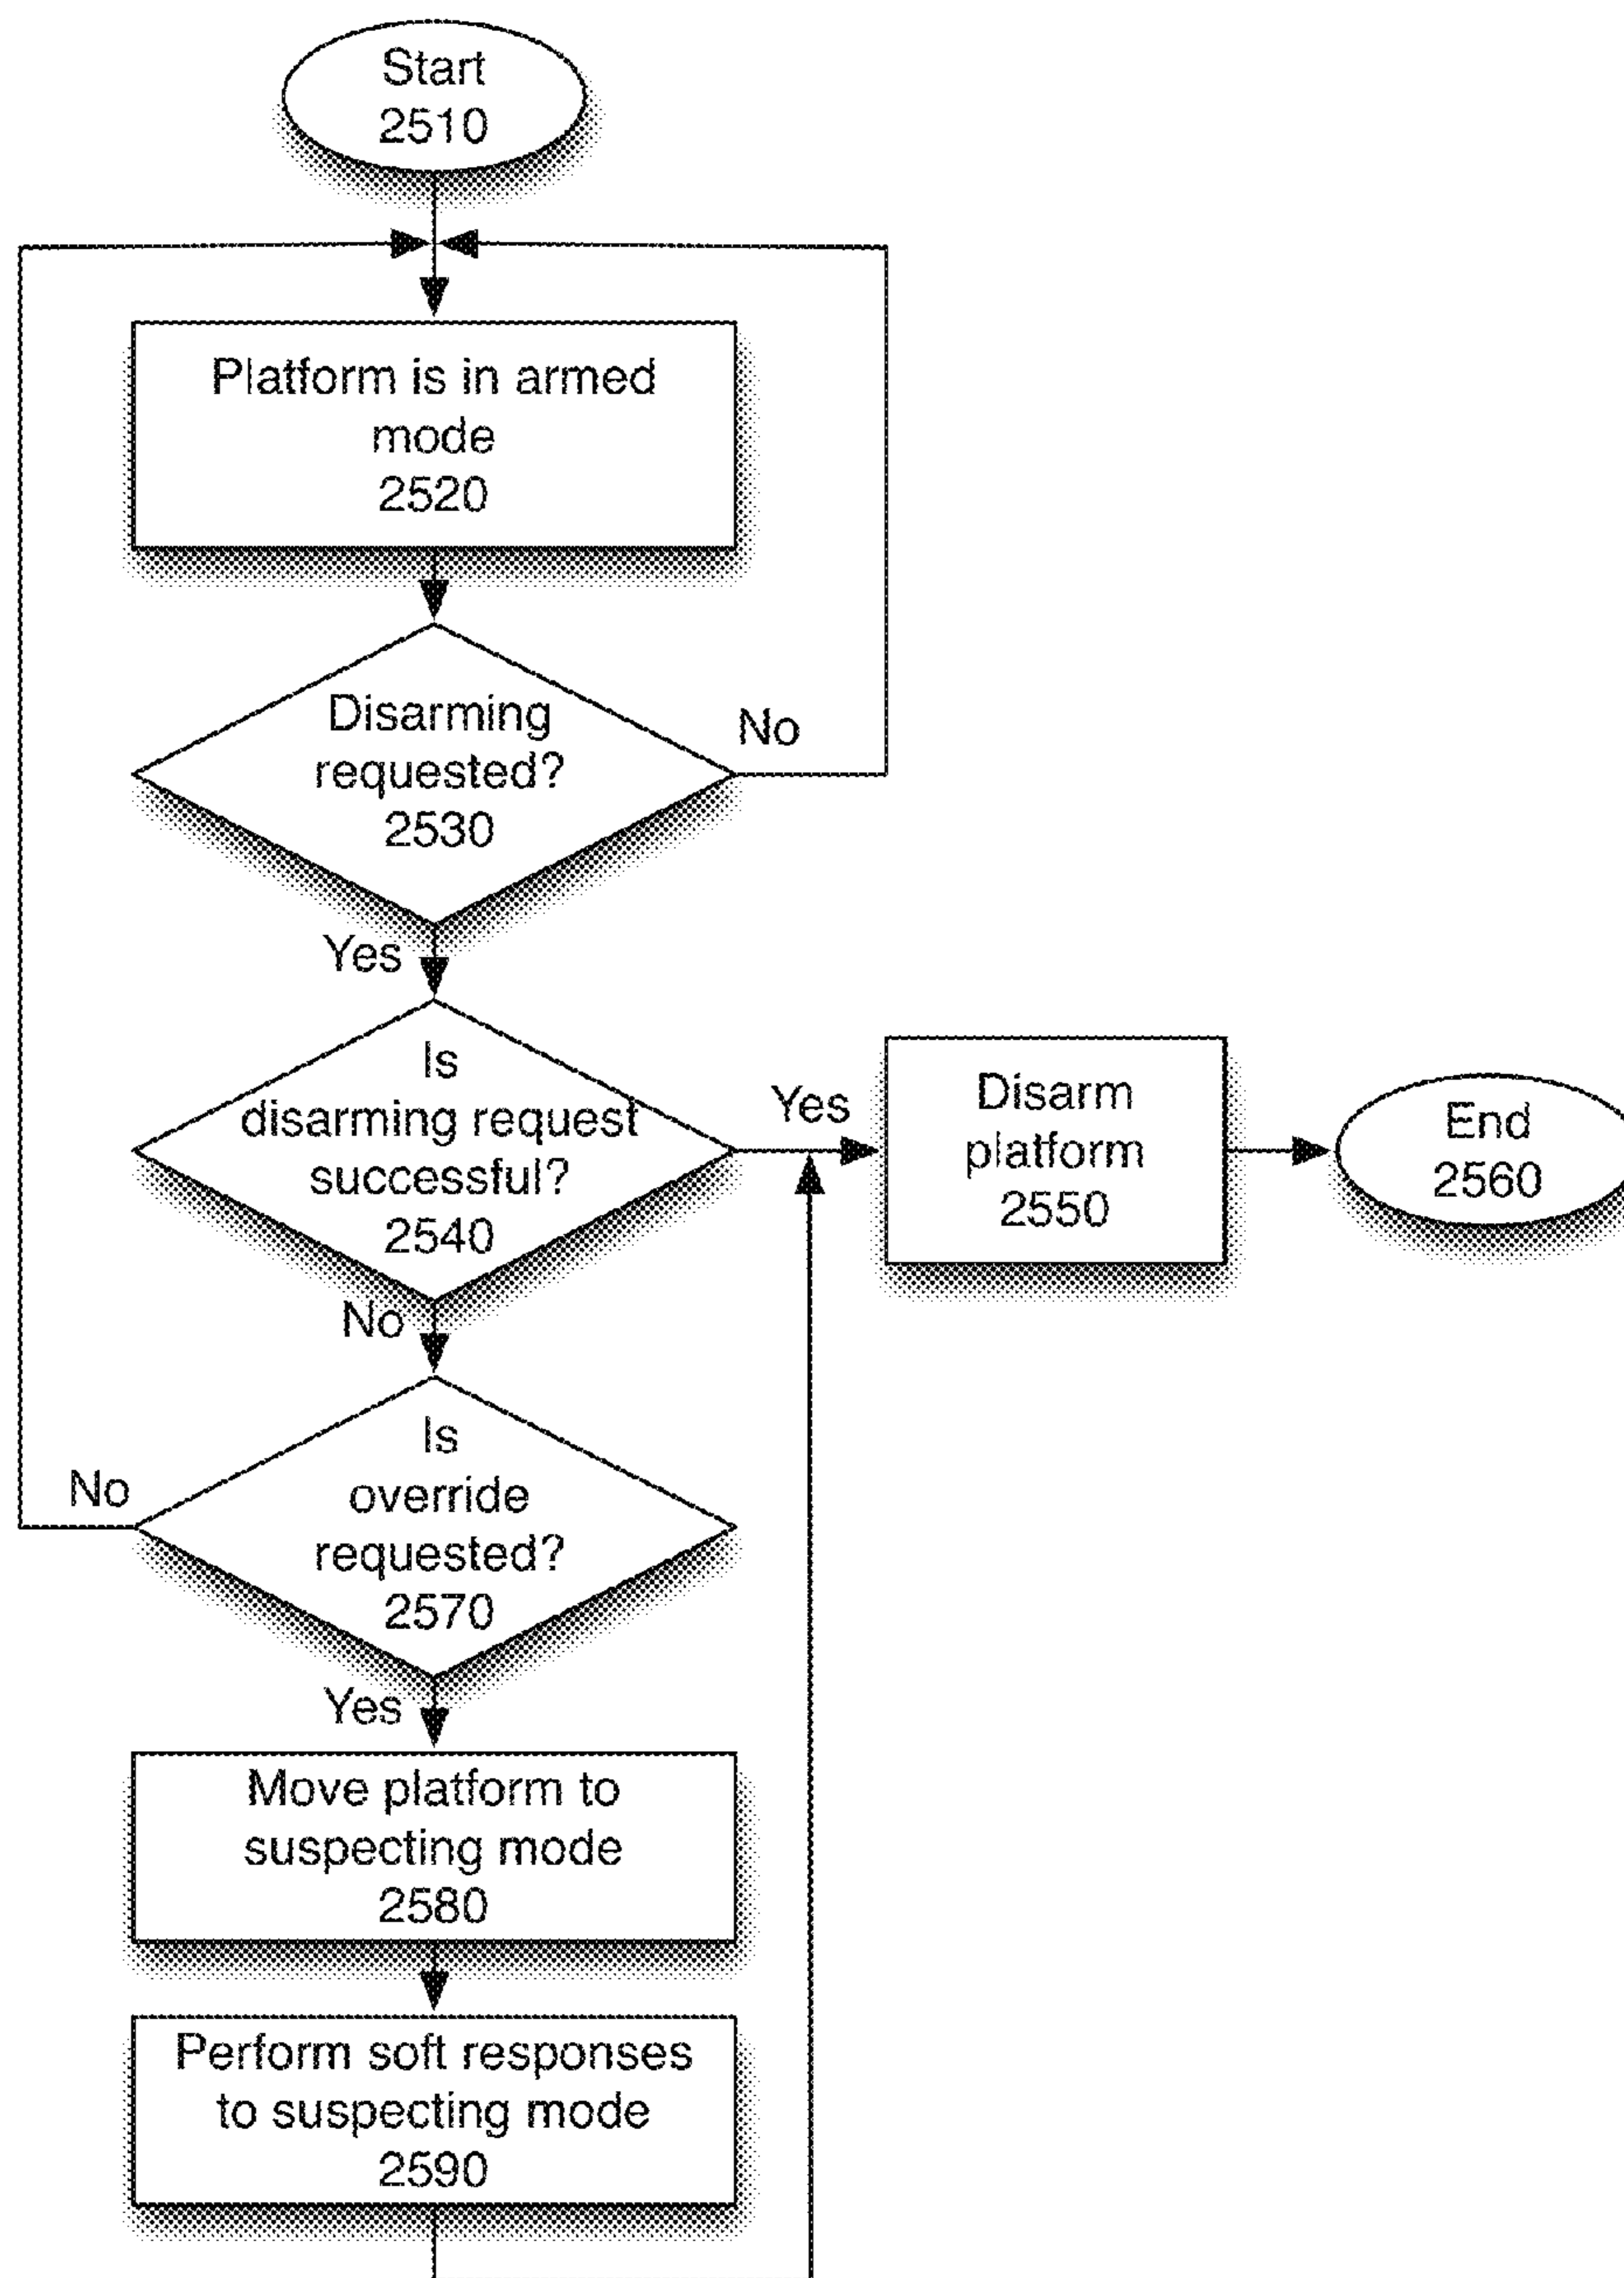 Start
2510
Platform is in armed
mode
2520
Disarming
requested?
2530
No
Yes
Is
disarming request
successful?
2540
Yes
Disarm
platform
2550
End
2560
No
Is
override
requested?
2570
No
Yes
Move platform to
suspecting mode
2580
Perform soft responses
to suspecting mode
2590